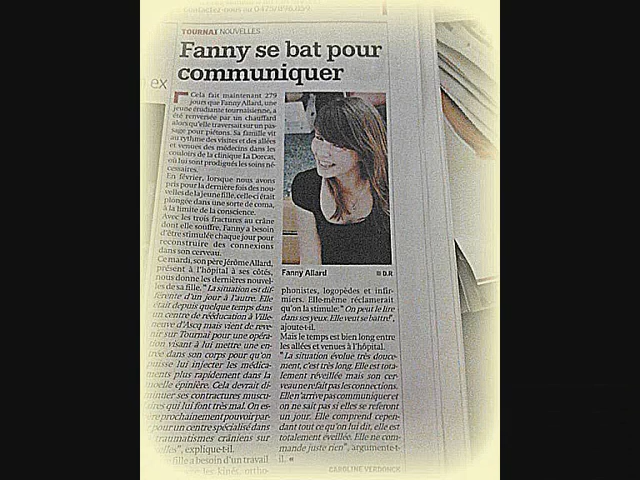 Contactez-nous au 0475/898.859
TOURNAI NOUVELLES
Fanny se bat pour
communiquer
Cela fait maintenant 279
jours que Fanny Allard, une
jeune étudiante tournaisienne, a
été renversée par un chauffard
alors qu'elle traversait sur un pas-
sage pour piétons. Sa famille vit
au rythme des visites et des allées
et venues des médecins dans les
couloirs de la clinique La Dorcas,
où lui sont prodigués les soins né-
cessaires.
En février, lorsque nous avons
pris pour la dernière fois des nou-
velles de la jeune fille, celle-ci était
plongée dans une sorte de coma,
à la limite de la conscience.
Avec les trois fractures au crâne
dont elle souffre, Fanny a besoin
d'être stimulée chaque jour pour
reconstruire des connexions
dans son cerveau.
Ce mardi, son père Jérôme Allard,
présent à l'hôpital à ses côtés,
nous donne les dernières nouvel-
les de sa fille. "La situation est dif-
férente d'un jour à l'autre. Elle
était depuis quelque temps dans
un centre de rééducation à Ville-
neuve d'Ascq mais vient de reve-
nir sur Tournai pour une opéra-
tion visant à lui mettre une en-
trée dans son corps pour qu'on
puisse lui injecter les médica-
ments plus rapidement dans la
moelle épinière. Cela devrait di-
minuer ses contractures muscu-
laires qui lui font très mal. On es-
père prochainement pouvoir par-
tir pour un centre spécialisé dans
traumatismes crâniens sur
", explique-t-il.
fille a besoin d'un travail
les kinés, ortho-
Fanny Allard
D.R
phonistes, logopèdes et infir-
miers. Elle-même réclamerait
qu'on la stimule: "On peut le lire
dans ses yeux. Elle veut se battre",
ajoute-t-il.
Mais le temps est bien long entre
les allées et venues à l'hôpital.
"La situation évolue très douce-
ment, c'est très long. Elle est tota-
lement réveillée mais son cer-
veau ne refait pas les connexions.
Elle n'arrive pas communiquer et
on ne sait pas si elles se referont
un jour. Elle comprend cepen-
dant tout ce qu'on lui dit, elle est
totalement éveillée. Elle ne com-
mande juste rien", argumente-t-
il. «
CAROLINE VERDONCK
n ex